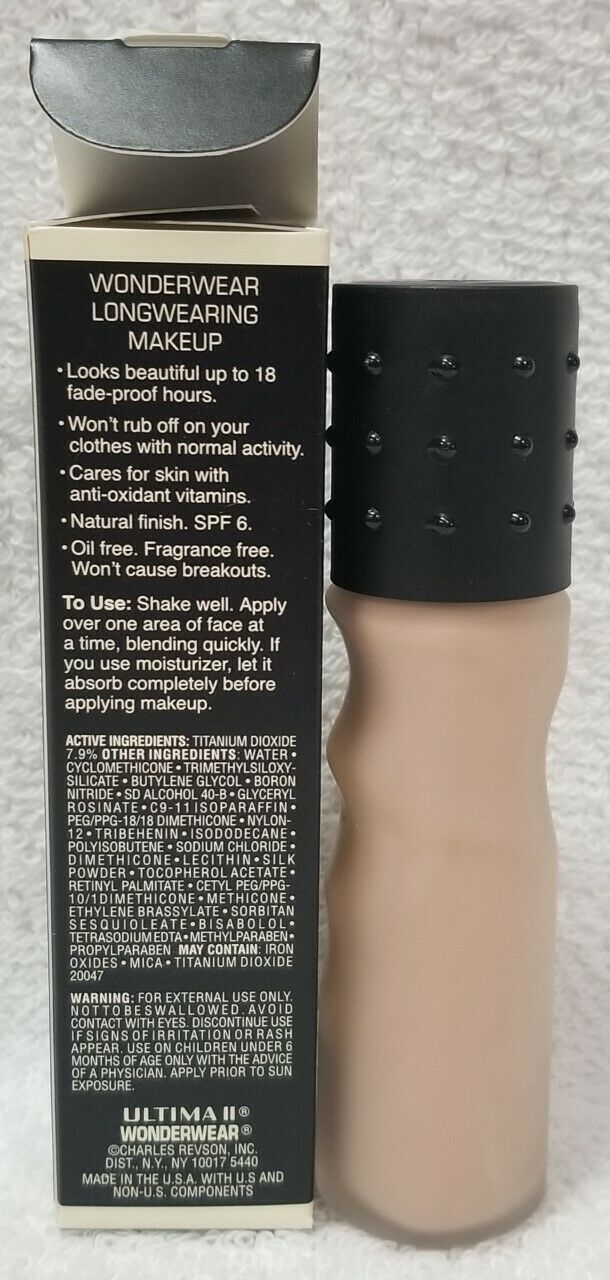 WONDERWEAR
LONGWEARING
MAKEUP
•Looks beautiful up to 18
fade-proof hours.
•Won't rub off on your
clothes with normal activity.
•Cares for skin with
anti-oxidant vitamins.
•Natural finish. SPF 6.
•Oil free. Fragrance free.
Won't cause breakouts.
To Use: Shake well. Apply
over one area of face at
a time, blending quickly. If
you use moisturizer, let it
absorb completely before
applying makeup.
ACTIVE INGREDIENTS: TITANIUM DIOXIDE
7.9% OTHER INGREDIENTS: WATER•
CYCLOMETHICONE•TRIMETHYLSILOXY-
SILICATE•BUTYLENE GLYCOL•BORON
NITRIDE•SD ALCOHOL 40-B•GLYCERYL
ROSINATE•C9-11 ISOPARAFFIN•
PEG/PPG-18/18 DIMETHICONE•NYLON-
12•TRIBEHENIN•ISODODECANE•
POLYISOBUTENE•SODIUM CHLORIDE•
DIMETHICONE•LECITHIN•SILK
POWDER•TOCOPHEROL ACETATE•
RETINYL PALMITATE•CETYL PEG/PPG-
10/1DIMETHICONE•METHICONE•
ETHYLENE BRASSYLATE•SORBITAN
SESQUIOLEATE•BISABOLOL•
TETRASODIUM EDTA•METHYLPARABEN•
PROPYLPARABEN MAY CONTAIN: IRON
OXIDES•MICA•TITANIUM DIOXIDE
20047
WARNING: FOR EXTERNAL USE ONLY.
NOT TO BE SWALLOWED. AVOID
CONTACT WITH EYES. DISCONTINUE USE
IF SIGNS OF IRRITATION OR RASH
APPEAR. USE ON CHILDREN UNDER 6
MONTHS OF AGE ONLY WITH THE ADVICE
OF A PHYSICIAN. APPLY PRIOR TO SUN
EXPOSURE.
ULTIMA II®
WONDERWEAR®
©CHARLES REVSON, INC.
DIST., N.Y., NY 10017 5440
MADE IN THE U.S.A. WITH U.S AND
NON-U.S. COMPONENTS